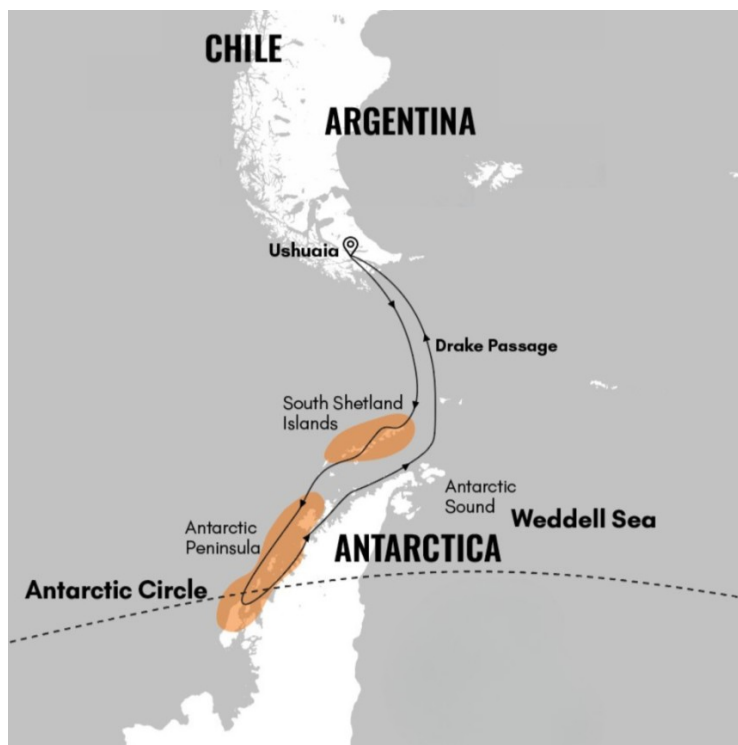 CHILE
ARGENTINA
Ushuaia
Drake Passage
South Shetland
Islands
Antarctic
Sound
Weddell Sea
Antarctic
Peninsula
ANTARCTICA
Antarctic Circle